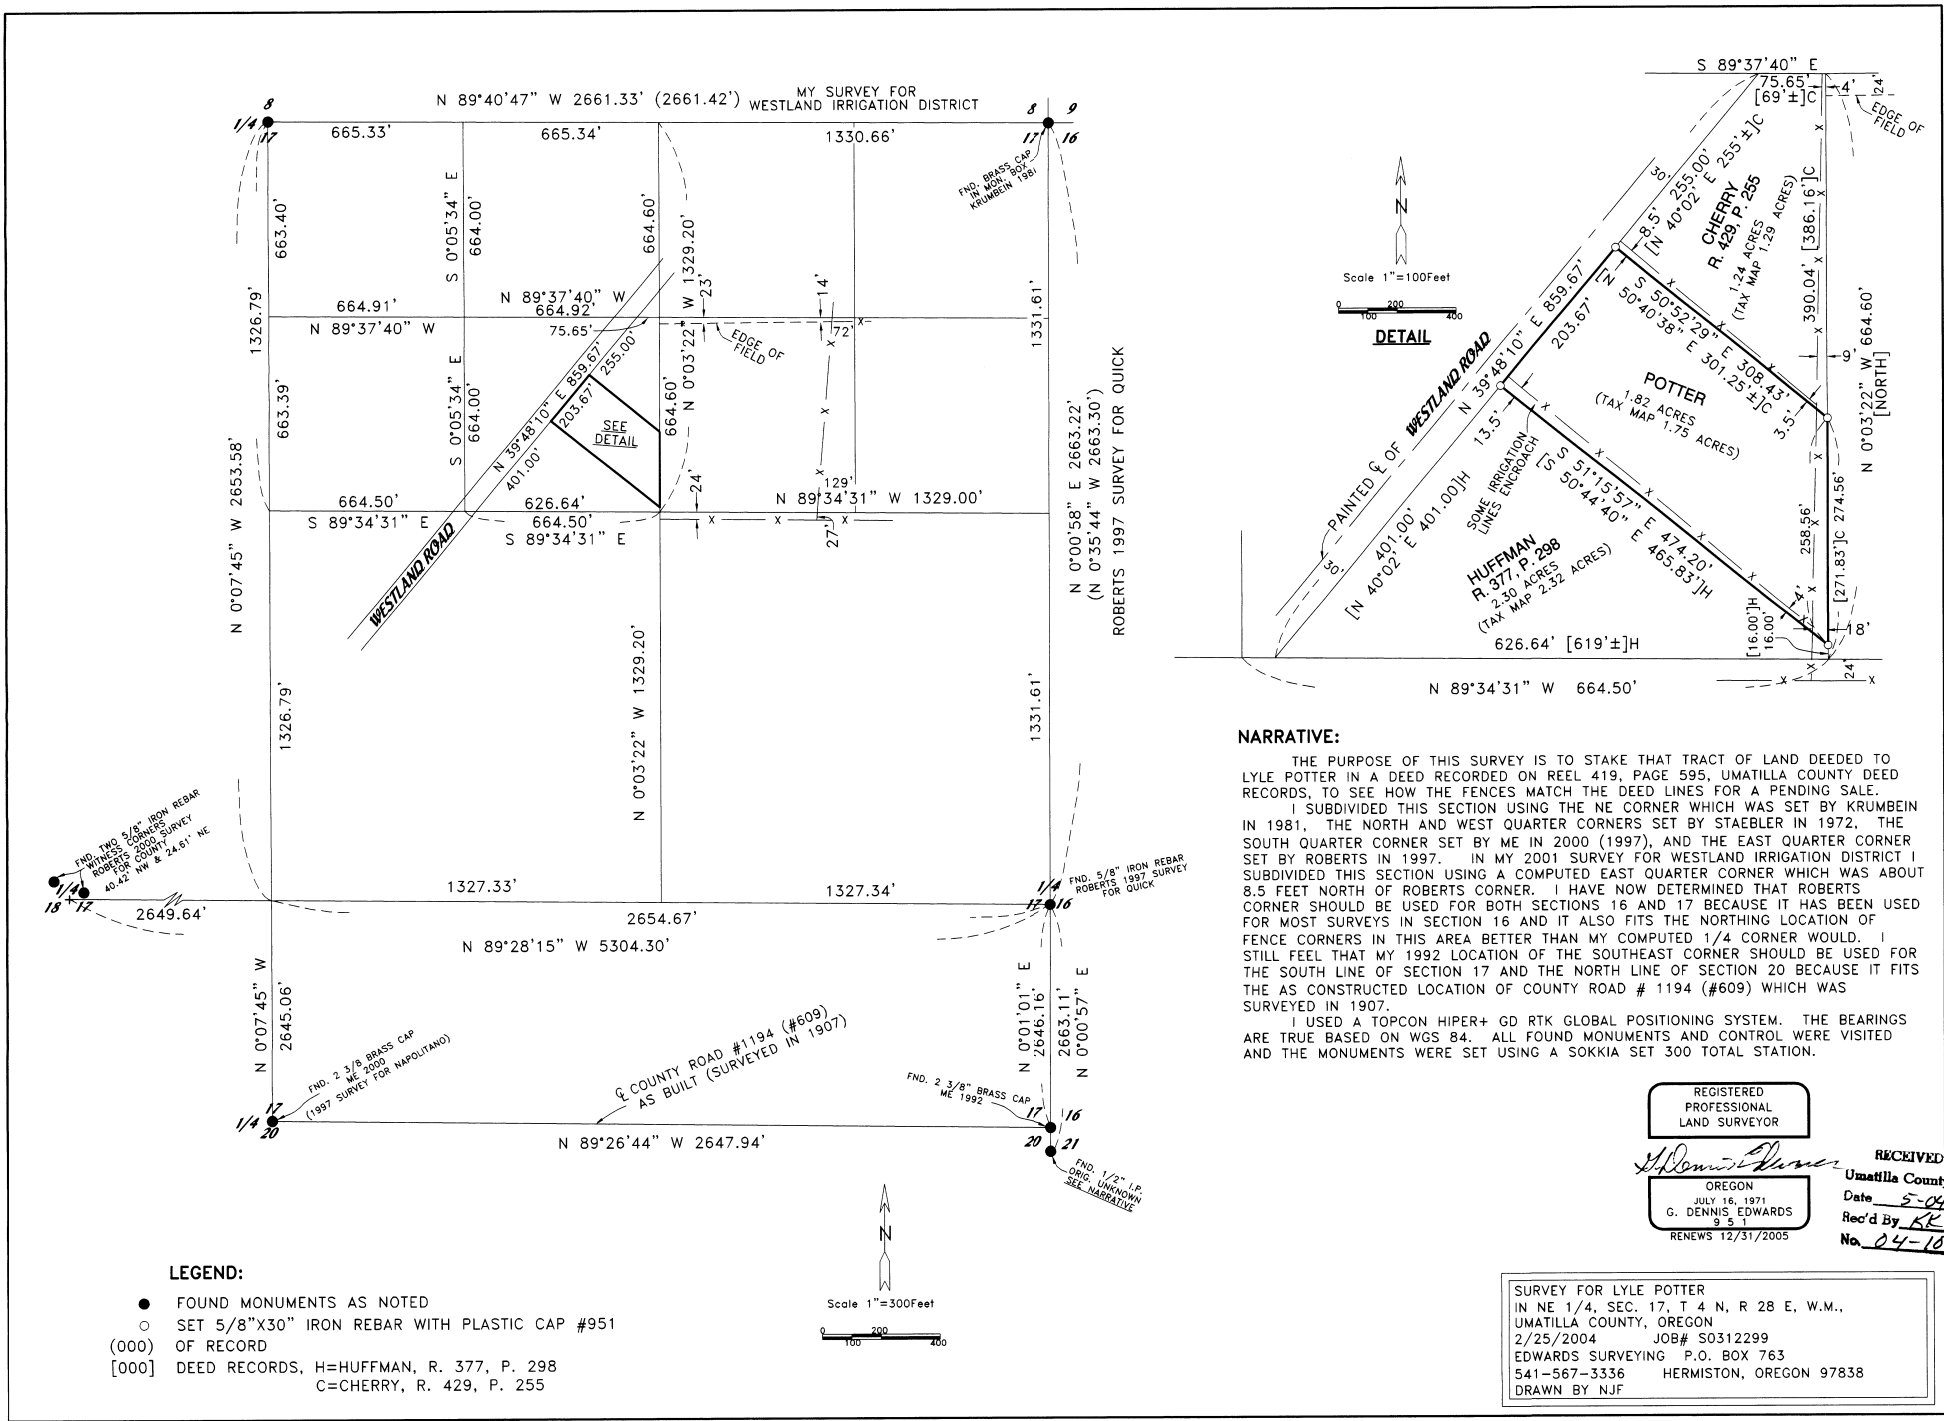 N 89°40'47" W 2661.33' (2661.42')
MY SURVEY FOR
WESTLAND IRRIGATION DISTRICT
8
1/4
17
8
9
17
16
665.33'
665.34'
1330.66'
FND. BRASS CAP
IN MON. BOX
KRUMBEIN 1981
663.40'
S 0°05'34" E
664.00'
664.60'
N 0°03'22" W 1329.20'
1326.79'
1331.61'
664.91'
N 89°37'40" W
N 89°37'40" W
664.92'
75.65'
23'
14'
72'
EDGE OF
FIELD
663.39'
S 0°05'34" E
664.00'
N 39°48'10" E 859.67'
203.67'
255.00'
401.00'
SEE
DETAIL
664.60'
24'
129'
27'
664.50'
S 89°34'31" E
626.64'
664.50'
S 89°34'31" E
N 89°34'31" W 1329.00'
WESTLAND ROAD
N 0°07'45" W 2653.58'
N 0°00'58" E 2663.22'
(N 0°35'44" W 2663.30')
ROBERTS 1997 SURVEY FOR QUICK
1326.79'
N 0°03'22" W 1329.20'
1331.61'
FND. TWO 5/8" IRON REBAR
WITNESS CORNERS
ROBERTS 2000 SURVEY
FOR COUNTY
40.42' NW & 24.61' NE
1/4
18
17
2649.64'
1327.33'
1327.34'
2654.67'
N 89°28'15" W 5304.30'
1/4
17
16
FND. 5/8" IRON REBAR
ROBERTS 1997 SURVEY
FOR QUICK
N 0°07'45" W
2645.06'
FND. 2 3/8" BRASS CAP
ME 2000
(1997 SURVEY FOR NAPOLITANO)
℄ COUNTY ROAD #1194 (#609)
AS BUILT (SURVEYED IN 1907)
N 0°01'01" E
2646.16'
2663.11'
N 0°00'57" E
FND. 2 3/8" BRASS CAP
ME 1992
17
1/4
20
N 89°26'44" W 2647.94'
17
16
20
21
FND. 1/2" I.P.
ORIG. UNKNOWN
SEE NARRATIVE
N
Scale 1"=300Feet
0
200
100
400
LEGEND:
FOUND MONUMENTS AS NOTED
SET 5/8"X30" IRON REBAR WITH PLASTIC CAP #951
(000) OF RECORD
[000] DEED RECORDS, H=HUFFMAN, R. 377, P. 298
C=CHERRY, R. 429, P. 255
N
Scale 1"=100Feet
0
200
100
400
DETAIL
S 89°37'40" E
75.65'
[69'±]C
4'
24'
EDGE OF
FIELD
30'
8.5'
255.00'
[N 40°02' E 255'±]C
CHERRY
R. 429, P. 255
1.24 ACRES
(TAX MAP 1.29 ACRES)
390.04' [386.16']C
N 39°48'10" E 859.67'
203.67'
S 50°52'29" E 308.43'
[N 50°40'38" E 301.25'±]C
9'
N 0°03'22" W 664.60'
[NORTH]
POTTER
1.82 ACRES
(TAX MAP 1.75 ACRES)
3.5'
PAINTED ℄ OF WESTLAND ROAD
13.5'
SOME IRRIGATION
LINES ENCROACH
S 51°15'57" E 474.20'
[S 50°44'40" E 465.83']H
258.56'
[271.83']C 274.56'
401.00'
[N 40°02' E 401.00]H
30'
HUFFMAN
R. 377, P. 298
2.30 ACRES
(TAX MAP 2.32 ACRES)
4'
18'
[16.00']H
16.00'
24'
626.64' [619'±]H
N 89°34'31" W 664.50'
NARRATIVE:
THE PURPOSE OF THIS SURVEY IS TO STAKE THAT TRACT OF LAND DEEDED TO
LYLE POTTER IN A DEED RECORDED ON REEL 419, PAGE 595, UMATILLA COUNTY DEED
RECORDS, TO SEE HOW THE FENCES MATCH THE DEED LINES FOR A PENDING SALE.
I SUBDIVIDED THIS SECTION USING THE NE CORNER WHICH WAS SET BY KRUMBEIN
IN 1981, THE NORTH AND WEST QUARTER CORNERS SET BY STAEBLER IN 1972, THE
SOUTH QUARTER CORNER SET BY ME IN 2000 (1997), AND THE EAST QUARTER CORNER
SET BY ROBERTS IN 1997. IN MY 2001 SURVEY FOR WESTLAND IRRIGATION DISTRICT I
SUBDIVIDED THIS SECTION USING A COMPUTED EAST QUARTER CORNER WHICH WAS ABOUT
8.5 FEET NORTH OF ROBERTS CORNER. I HAVE NOW DETERMINED THAT ROBERTS
CORNER SHOULD BE USED FOR BOTH SECTIONS 16 AND 17 BECAUSE IT HAS BEEN USED
FOR MOST SURVEYS IN SECTION 16 AND IT ALSO FITS THE NORTHING LOCATION OF
FENCE CORNERS IN THIS AREA BETTER THAN MY COMPUTED 1/4 CORNER WOULD. I
STILL FEEL THAT MY 1992 LOCATION OF THE SOUTHEAST CORNER SHOULD BE USED FOR
THE SOUTH LINE OF SECTION 17 AND THE NORTH LINE OF SECTION 20 BECAUSE IT FITS
THE AS CONSTRUCTED LOCATION OF COUNTY ROAD # 1194 (#609) WHICH WAS
SURVEYED IN 1907.
I USED A TOPCON HIPER+ GD RTK GLOBAL POSITIONING SYSTEM. THE BEARINGS
ARE TRUE BASED ON WGS 84. ALL FOUND MONUMENTS AND CONTROL WERE VISITED
AND THE MONUMENTS WERE SET USING A SOKKIA SET 300 TOTAL STATION.
REGISTERED
PROFESSIONAL
LAND SURVEYOR
G. Dennis Edwards
OREGON
JULY 16, 1971
G. DENNIS EDWARDS
951
RENEWS 12/31/2005
RECEIVED
Umatilla County
Date 5-04
Rec'd By KK
No. 04-10
SURVEY FOR LYLE POTTER
IN NE 1/4, SEC. 17, T 4 N, R 28 E, W.M.,
UMATILLA COUNTY, OREGON
2/25/2004 JOB# S0312299
EDWARDS SURVEYING P.O. BOX 763
541-567-3336 HERMISTON, OREGON 97838
DRAWN BY NJF